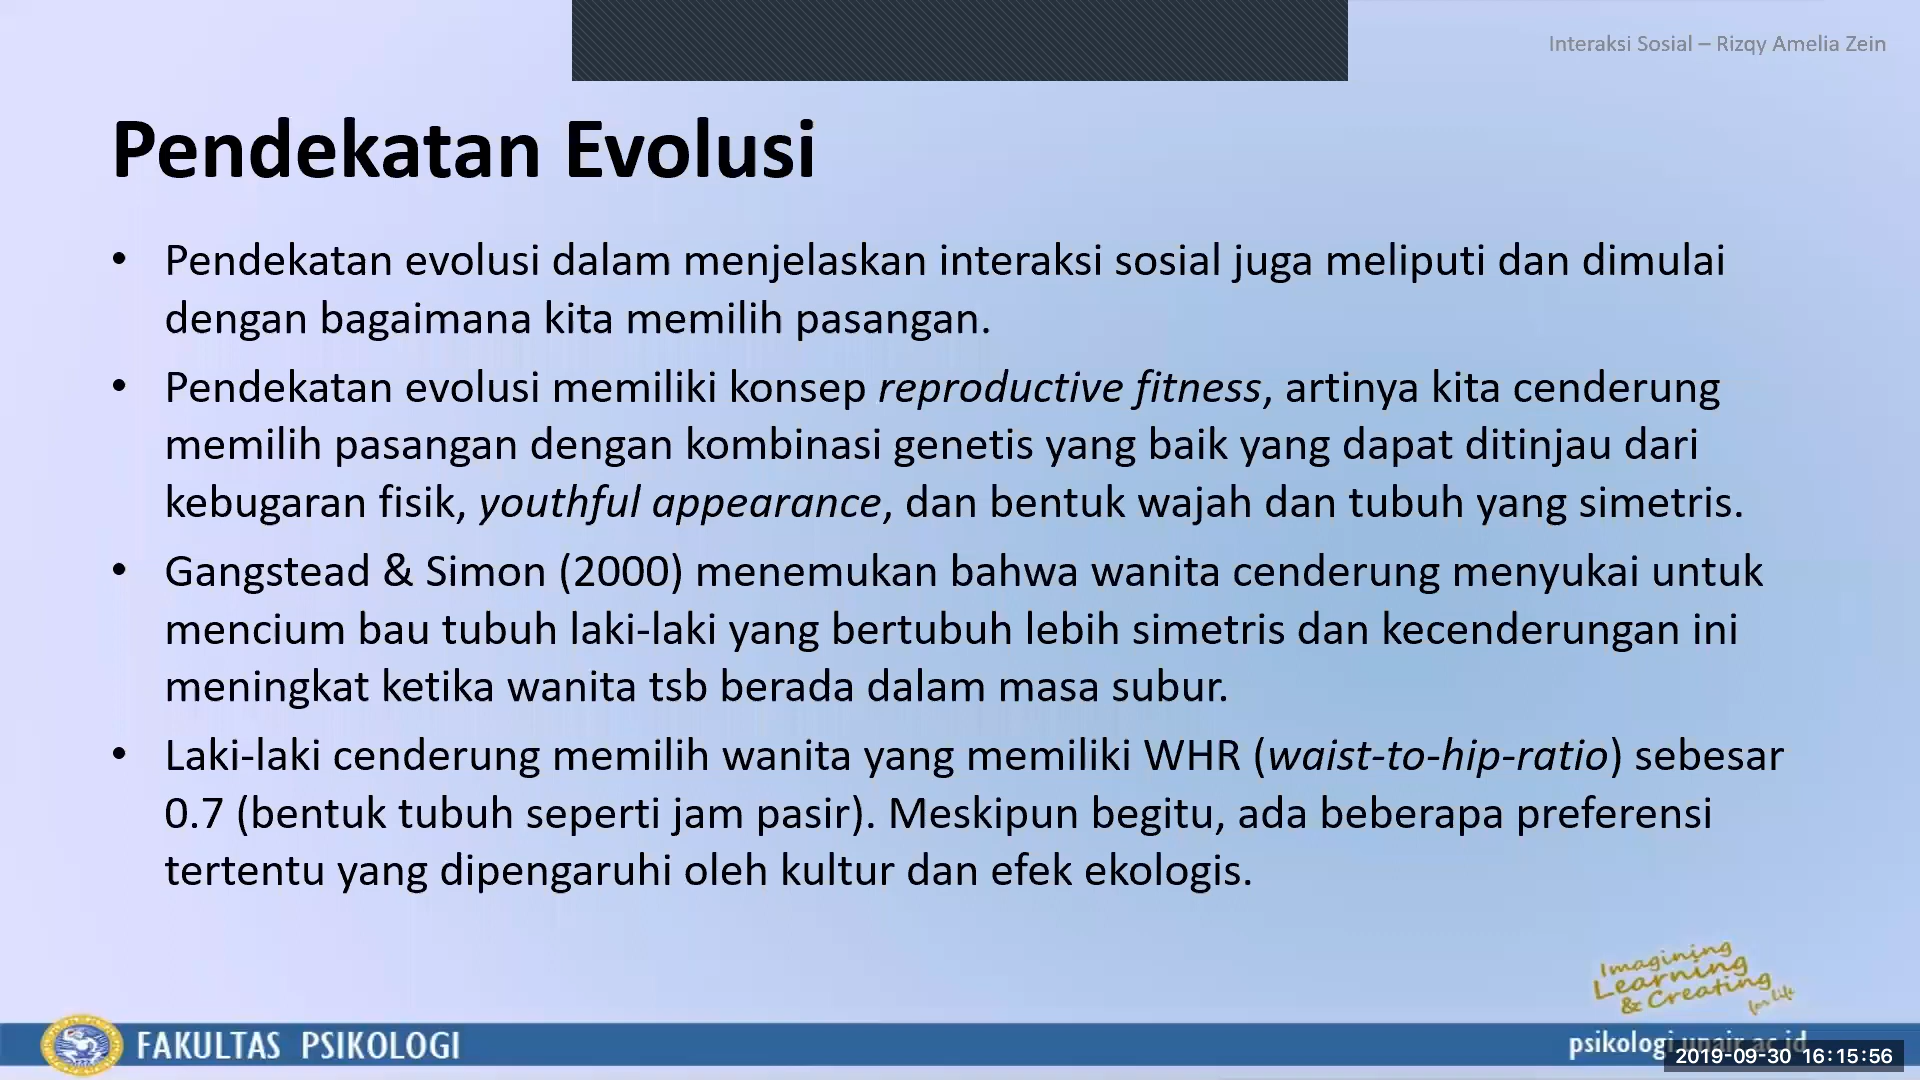 Interaksi Sosial – Rizqy Amelia Zein
Pendekatan Evolusi
• Pendekatan evolusi dalam menjelaskan interaksi sosial juga meliputi dan dimulai
dengan bagaimana kita memilih pasangan.
• Pendekatan evolusi memiliki konsep reproductive fitness, artinya kita cenderung
memilih pasangan dengan kombinasi genetis yang baik yang dapat ditinjau dari
kebugaran fisik, youthful appearance, dan bentuk wajah dan tubuh yang simetris.
• Gangstead & Simon (2000) menemukan bahwa wanita cenderung menyukai untuk
mencium bau tubuh laki-laki yang bertubuh lebih simetris dan kecenderungan ini
meningkat ketika wanita tsb berada dalam masa subur.
• Laki-laki cenderung memilih wanita yang memiliki WHR (waist-to-hip-ratio) sebesar
0.7 (bentuk tubuh seperti jam pasir). Meskipun begitu, ada beberapa preferensi
tertentu yang dipengaruhi oleh kultur dan efek ekologis.
Imagining
Learning
& Creating
for life
FAKULTAS PSIKOLOGI
psikologi.unair.ac.id
2019-09-30 16:15:56